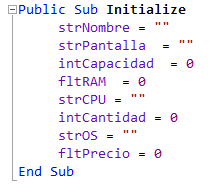 Public Sub Initialize
strNombre = ""
strPantalla  = ""
intCapacidad  = 0
fltRAM  = 0
strCPU = ""
intCantidad = 0
strOS = ""
fltPrecio = 0
End Sub